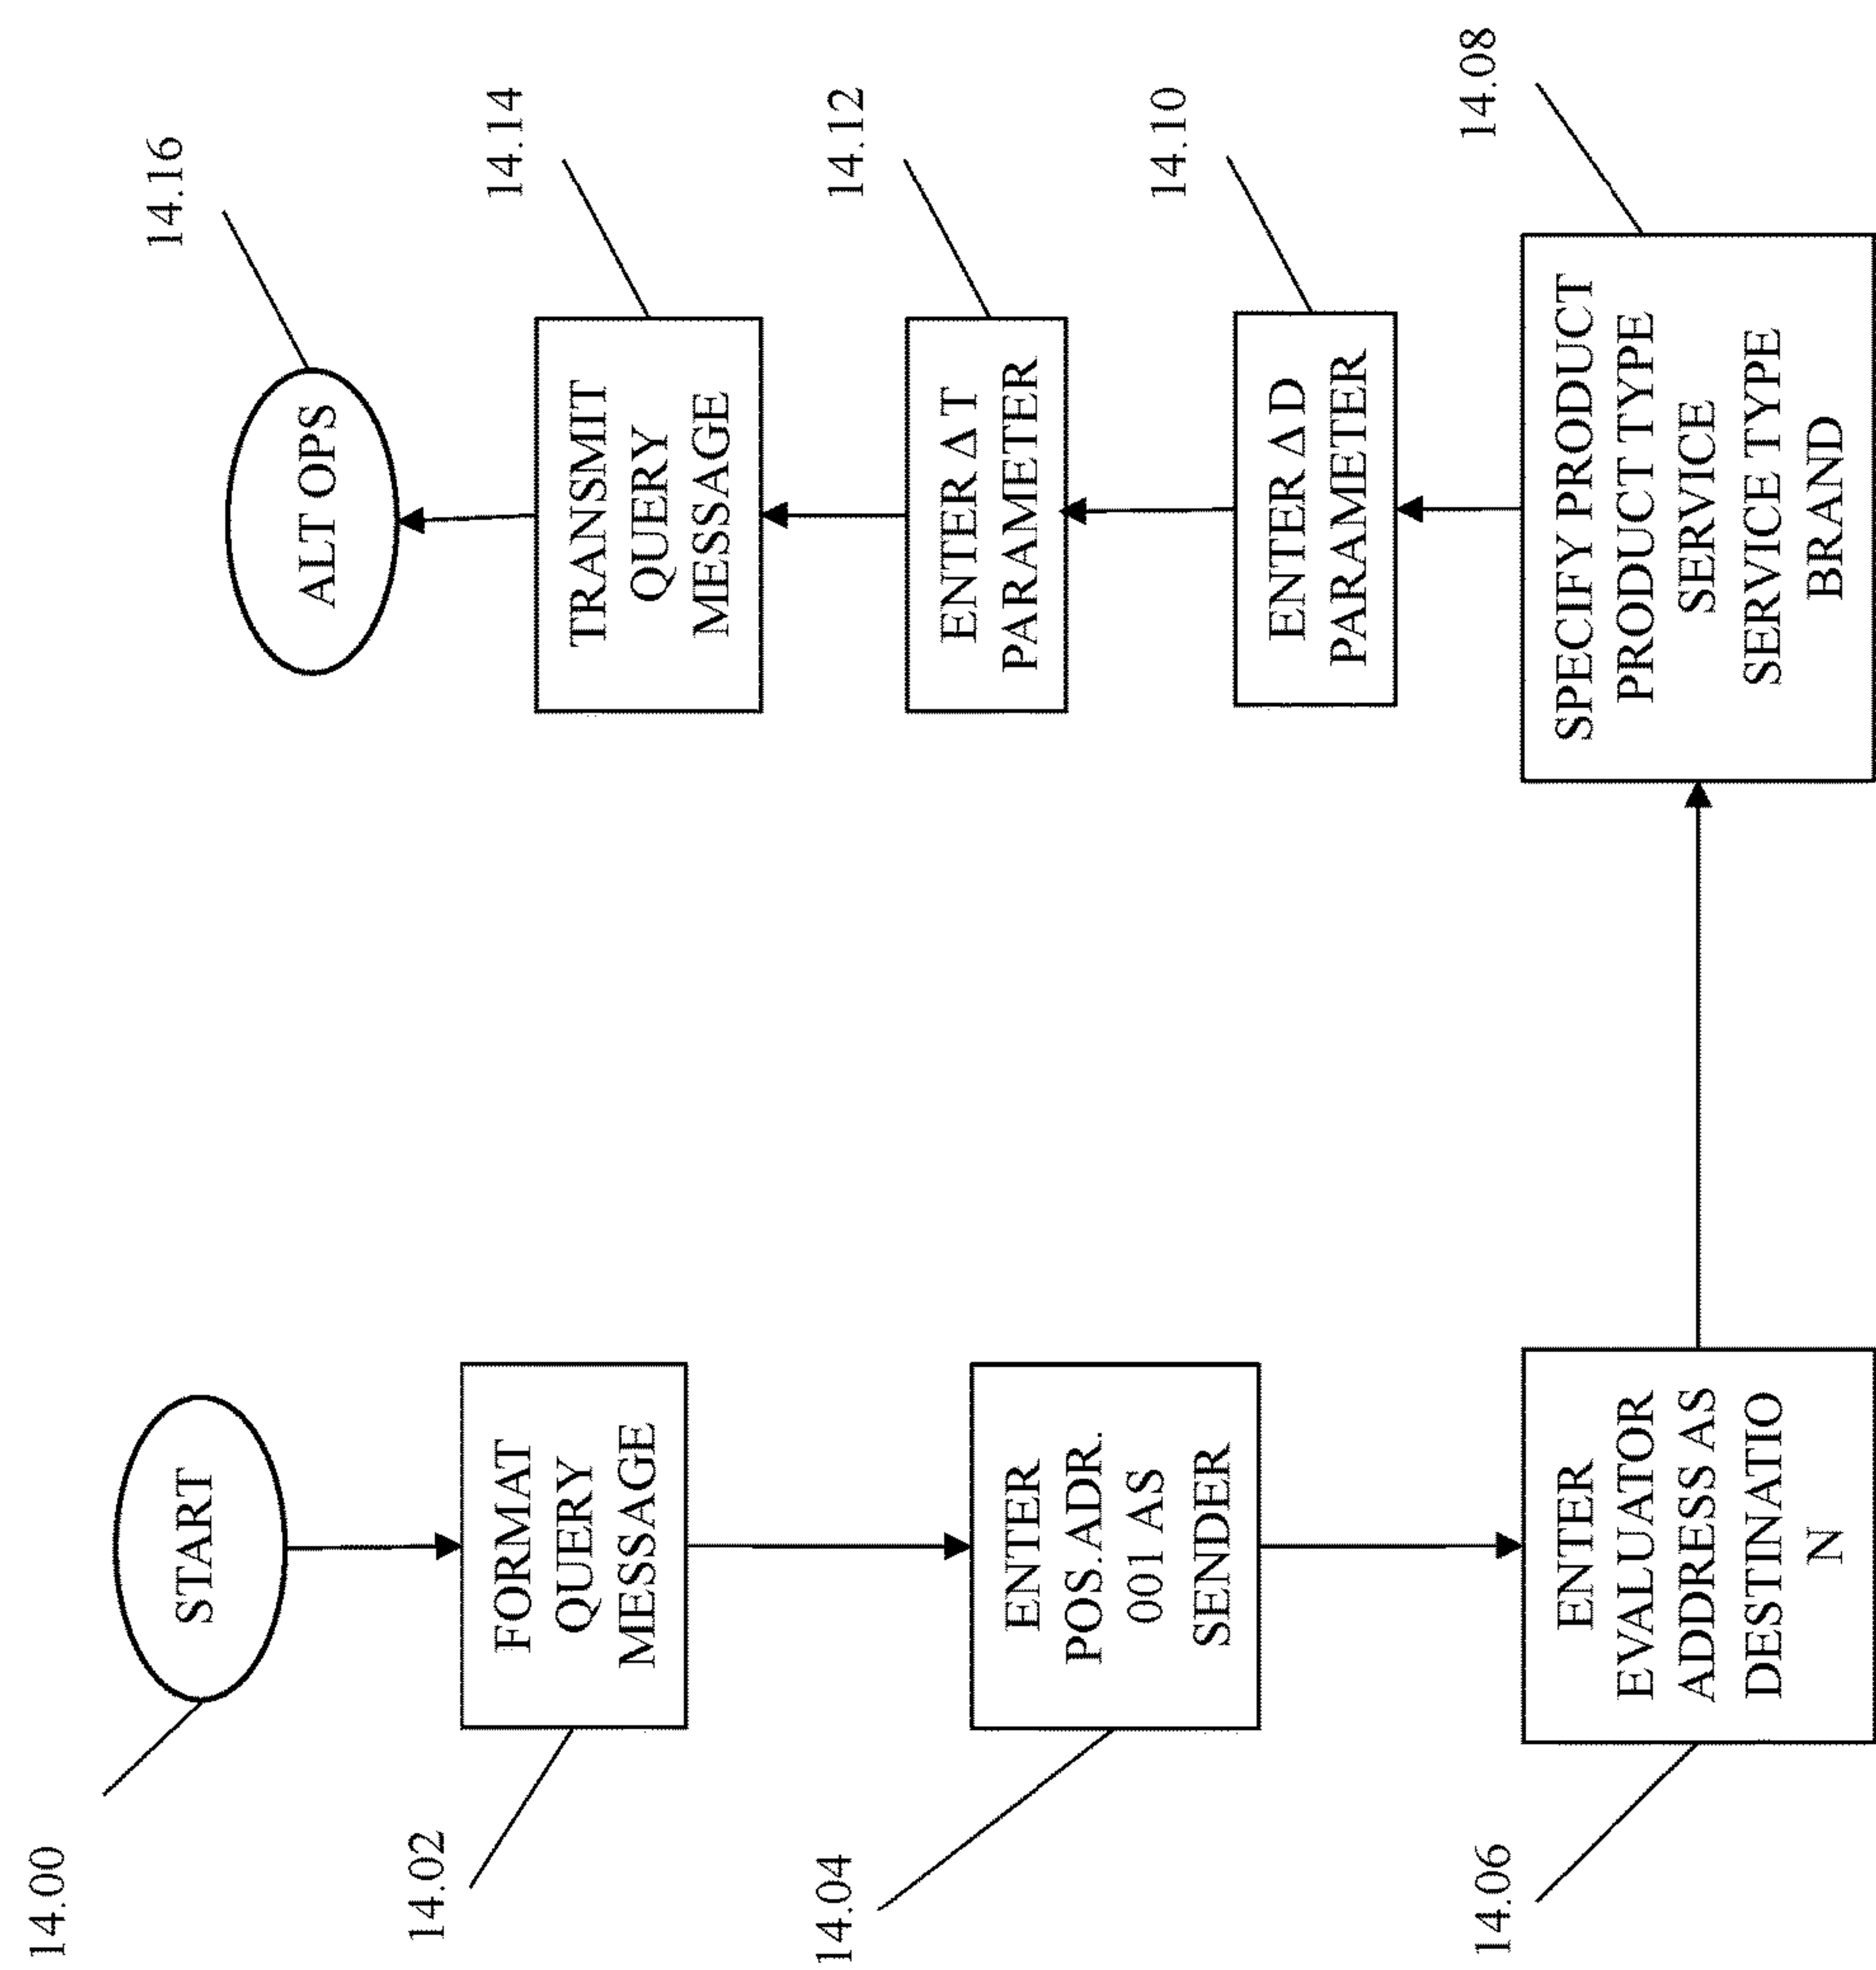 14.00
START
14.02
FORMAT
QUERY
MESSAGE
14.04
ENTER
POS.ADR.
001 AS
SENDER
14.06
ENTER
EVALUATOR
ADDRESS AS
DESTINATIO
N
14.08
SPECIFY PRODUCT
PRODUCT TYPE
SERVICE
SERVICE TYPE
BRAND
14.10
ENTER Δ D
PARAMETER
14.12
ENTER Δ T
PARAMETER
14.14
TRANSMIT
QUERY
MESSAGE
14.16
ALT OPS